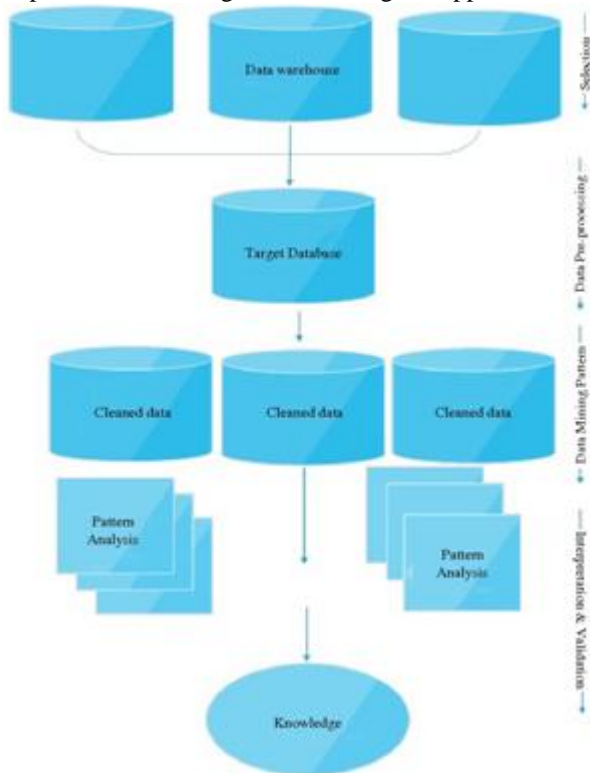 Data warehouse
Selection
Target Database
Data Pre-processing
Cleaned data
Cleaned data
Cleaned data
Data Mining Pattern
Pattern
Analysis
Pattern
Analysis
Interpretation & Validation
Knowledge